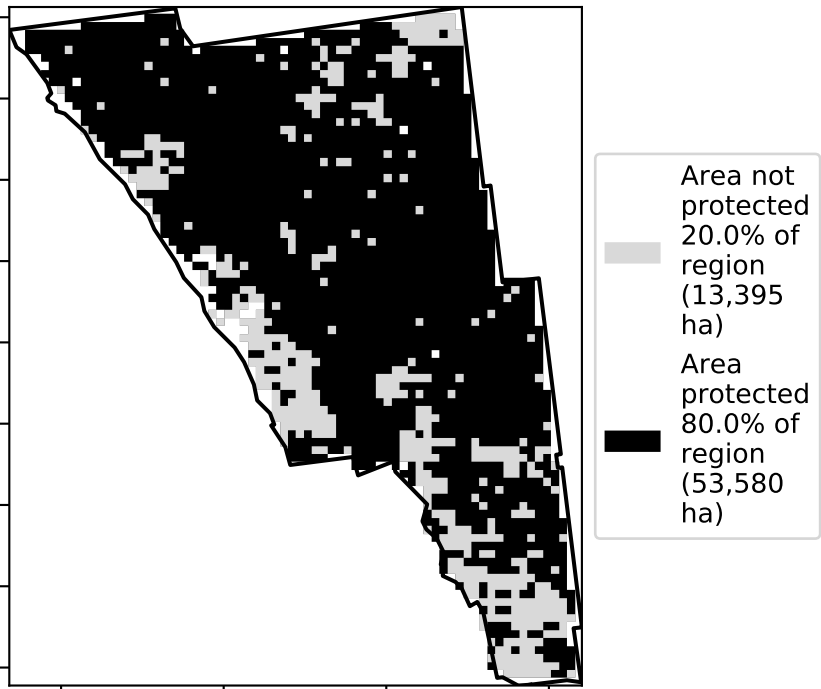 Area not
protected
20.0% of
region
(13,395
ha)
Area
protected
80.0% of
region
(53,580
ha)